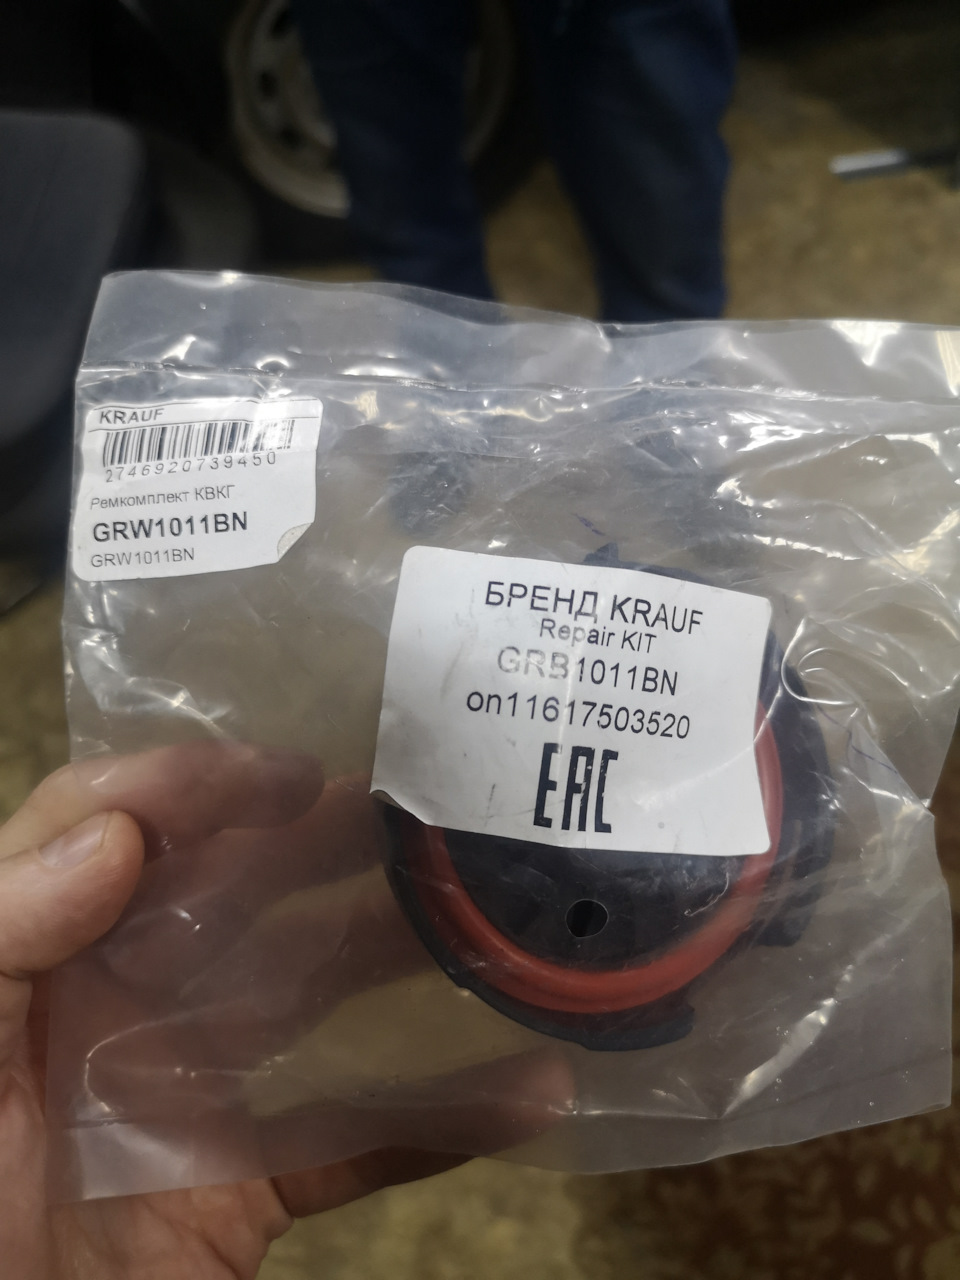 KRAUF
2746920739450
Ремкомплект КВКГ
GRW1011BN
GRW1011BN
БРЕНД KRAUF
Repair KIT
GRB1011BN
on11617503520
EAC